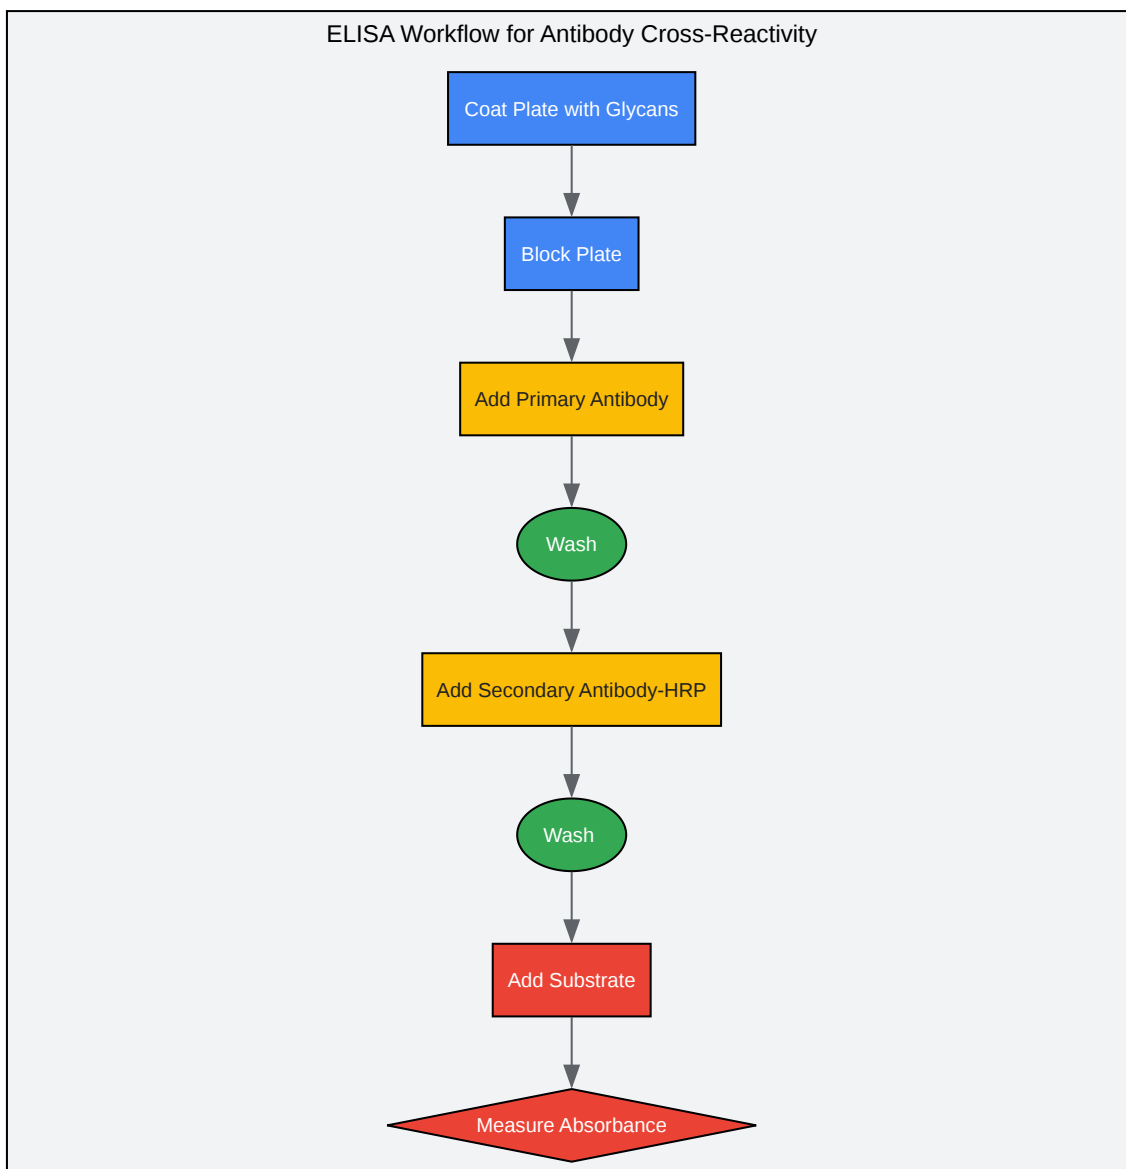 ELISA Workflow for Antibody Cross-Reactivity
Coat Plate with Glycans
Block Plate
Add Primary Antibody
Wash
Add Secondary Antibody-HRP
Wash
Add Substrate
Measure Absorbance